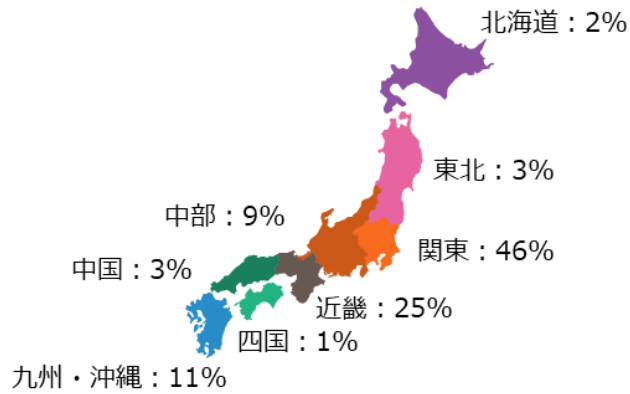 北海道：2%
東北：3%
中部：9%
関東：46%
中国：3%
近畿：25%
四国：1%
九州・沖縄：11%